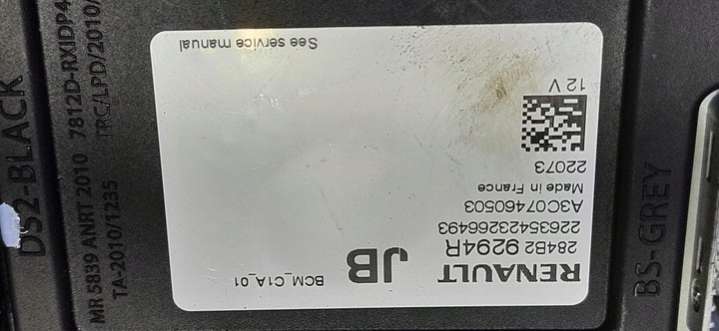 RENAULT
JB
BCM_C1A_01
284B2 9294R
22635423266493
A3C07460503
Made in France
22073
12 V
See service manual
DS2-BLACK
MR 5839 ANRT 2010 7812D-RXIDP4
TA-2010/1235 TRC/LPD/2010/
BS-GREY